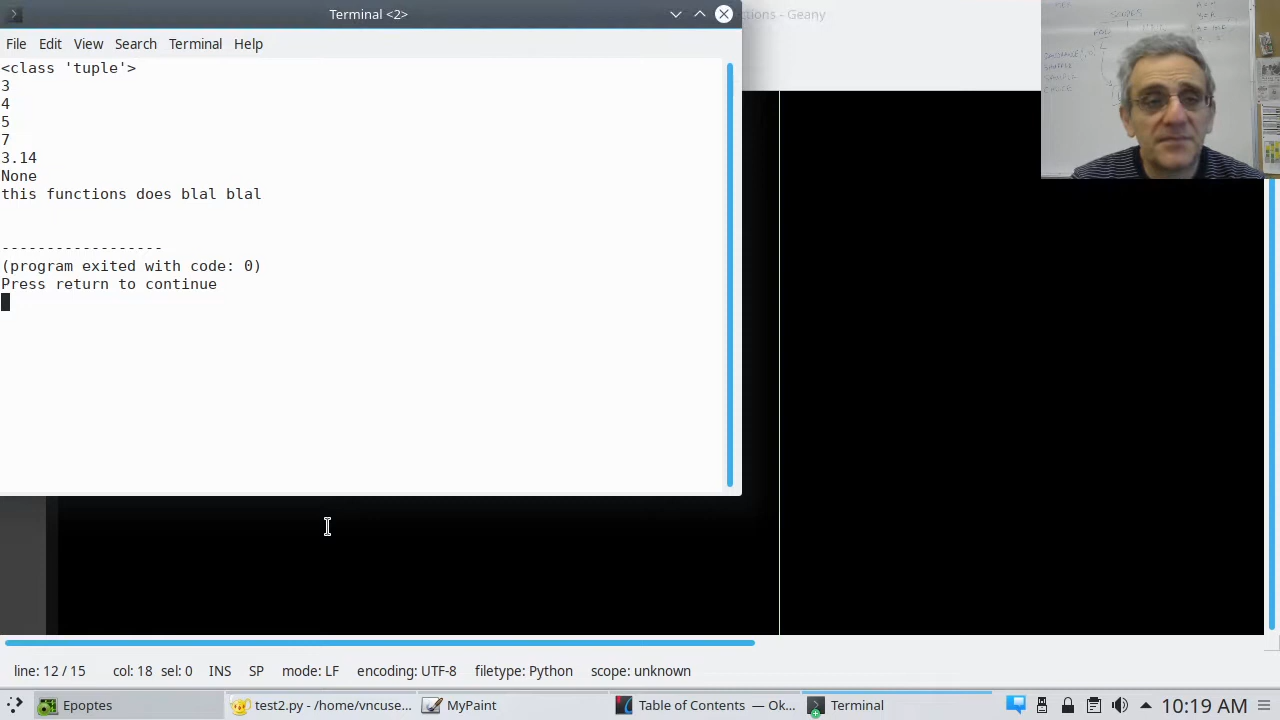 Terminal <2>
ctions - Geany
File Edit View Search Terminal Help
<class 'tuple'>
3
4
5
7
3.14
None
this functions does blal blal
------------------
(program exited with code: 0)
Press return to continue
line: 12 / 15 col: 18 sel: 0 INS SP mode: LF encoding: UTF-8 filetype: Python scope: unknown
Epoptes test2.py - /home/vncuse... MyPaint Table of Contents — Ok... Terminal 10:19 AM